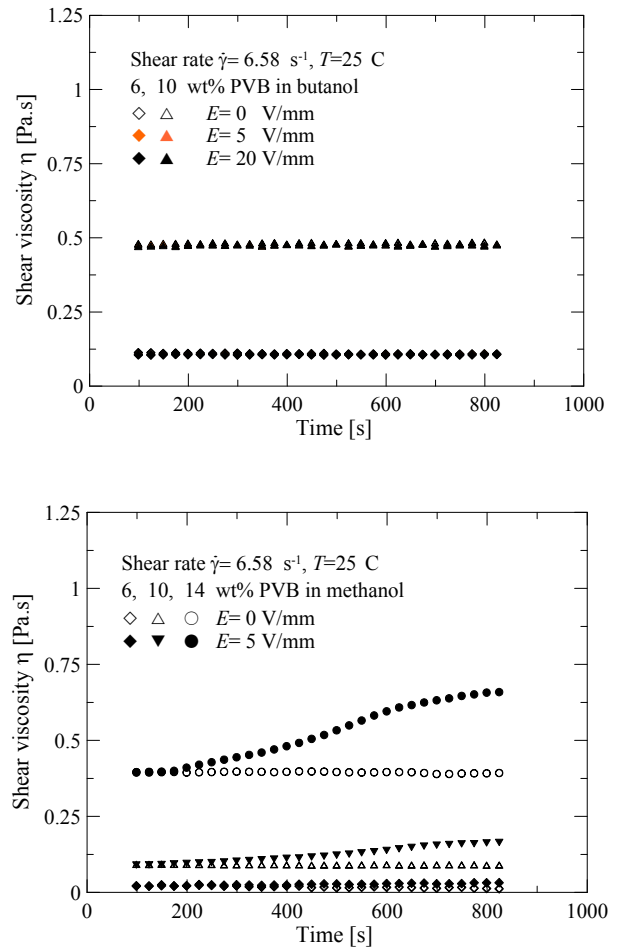 1.25
1
0.75
0.5
0.25
0
Shear viscosity η [Pa.s]
Shear rate γ̇= 6.58 s⁻¹, T=25 C
6, 10 wt% PVB in butanol
E= 0 V/mm
E= 5 V/mm
E= 20 V/mm
0 200 400 600 800 1000
Time [s]
1.25
1
0.75
0.5
0.25
0
Shear viscosity η [Pa.s]
Shear rate γ̇= 6.58 s⁻¹, T=25 C
6, 10, 14 wt% PVB in methanol
E= 0 V/mm
E= 5 V/mm
0 200 400 600 800 1000
Time [s]